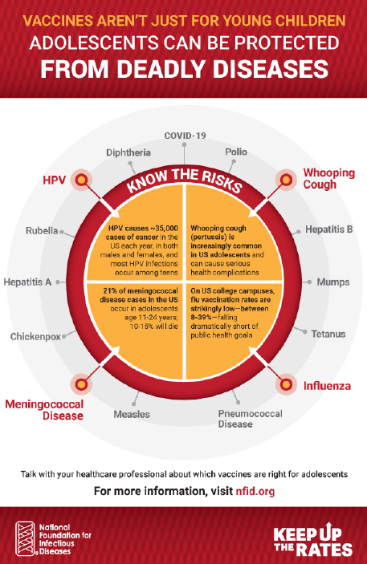 VACCINES AREN'T JUST FOR YOUNG CHILDREN
ADOLESCENTS CAN BE PROTECTED
FROM DEADLY DISEASES
COVID-19
Diphtheria
Polio
HPV
Whooping
Cough
KNOW THE RISKS
Rubella
Hepatitis B
HPV causes ~35,000
cases of cancer in the
US each year, in both
males and females, and
most HPV infections
occur among teens
Whooping cough
(pertussis) is
increasingly common
in US adolescents and
can cause serious
health complications
Hepatitis A
Mumps
21% of meningococcal
disease cases in the US
occur in adolescents
age 11-24 years;
10-15% will die
On US college campuses,
flu vaccination rates are
strikingly low—between
8-39%—falling
dramatically short of
public health goals
Chickenpox
Tetanus
Meningococcal
Disease
Influenza
Measles
Pneumococcal
Disease
Talk with your healthcare professional about which vaccines are right for adolescents
For more information, visit nfid.org
National
Foundation for
Infectious
Diseases
KEEP UP
THE RATES